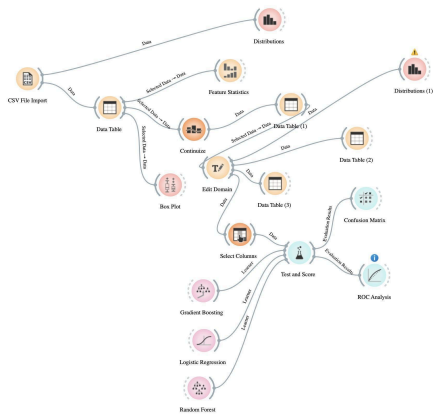 Data
Distributions
CSV File Import
Data
Data Table
Selected Data → Data
Feature Statistics
Selected Data → Data
Continuize
Data
Data Table (1)
Selected Data → Data
Box Plot
Selected Data → Data
Edit Domain
Data
Distributions (1)
Data
Data Table (2)
Data
Data Table (3)
Data
Select Columns
Data
Test and Score
Evaluation Results
Confusion Matrix
Evaluation Results
ROC Analysis
Learner
Gradient Boosting
Learner
Logistic Regression
Learner
Random Forest